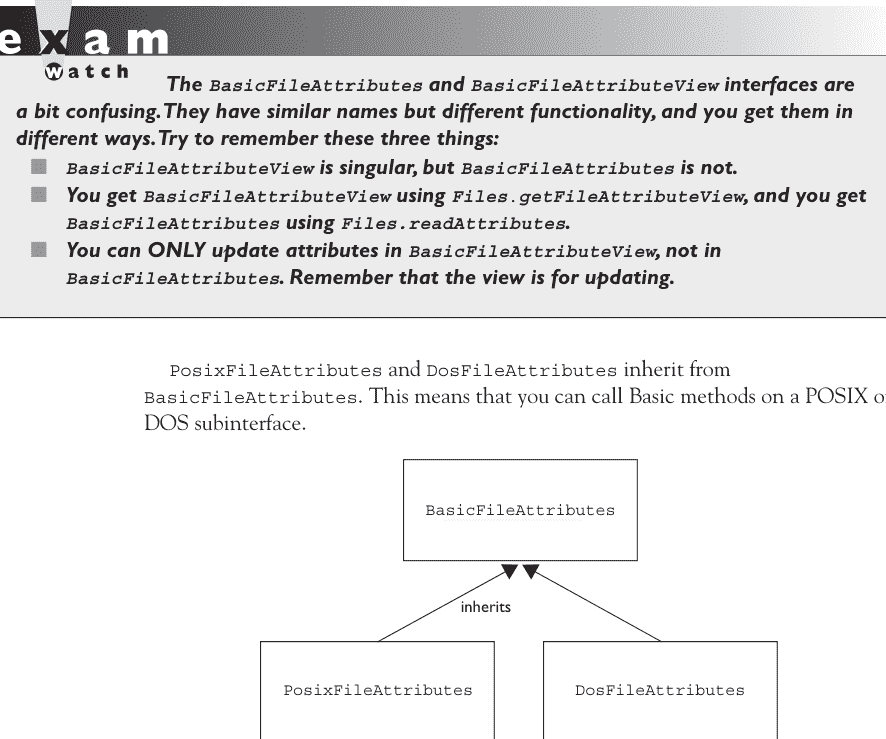 exam
watch
The BasicFileAttributes and BasicFileAttributeView interfaces are
a bit confusing. They have similar names but different functionality, and you get them in
different ways. Try to remember these three things:
BasicFileAttributeView is singular, but BasicFileAttributes is not.
You get BasicFileAttributeView using Files.getFileAttributeView, and you get
BasicFileAttributes using Files.readAttributes.
You can ONLY update attributes in BasicFileAttributeView, not in
BasicFileAttributes. Remember that the view is for updating.
PosixFileAttributes and DosFileAttributes inherit from
BasicFileAttributes. This means that you can call Basic methods on a POSIX o
DOS subinterface.
BasicFileAttributes
inherits
PosixFileAttributes DosFileAttributes